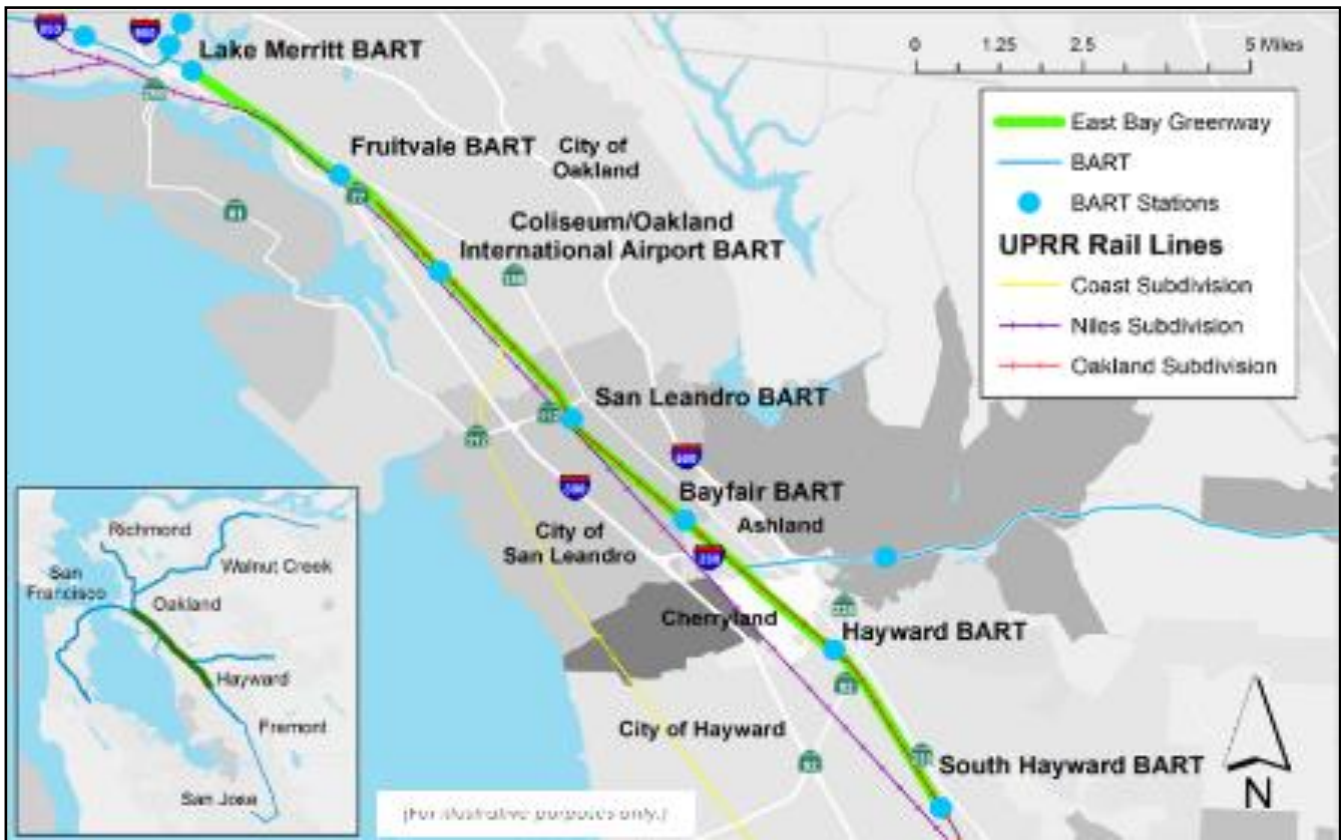 Lake Merritt BART
0 1.25 2.5 5 Miles
East Bay Greenway
BART
BART Stations
UPRR Rail Lines
Coast Subdivision
Niles Subdivision
Oakland Subdivision
Fruitvale BART
City of
Oakland
Coliseum/Oakland
International Airport BART
San Leandro BART
Bayfair BART
Ashland
City of
San Leandro
Cherryland
Hayward BART
City of Hayward
South Hayward BART
N
Richmond
Walnut Creek
San
Francisco
Oakland
Hayward
Fremont
San Jose
(For illustrative purposes only.)